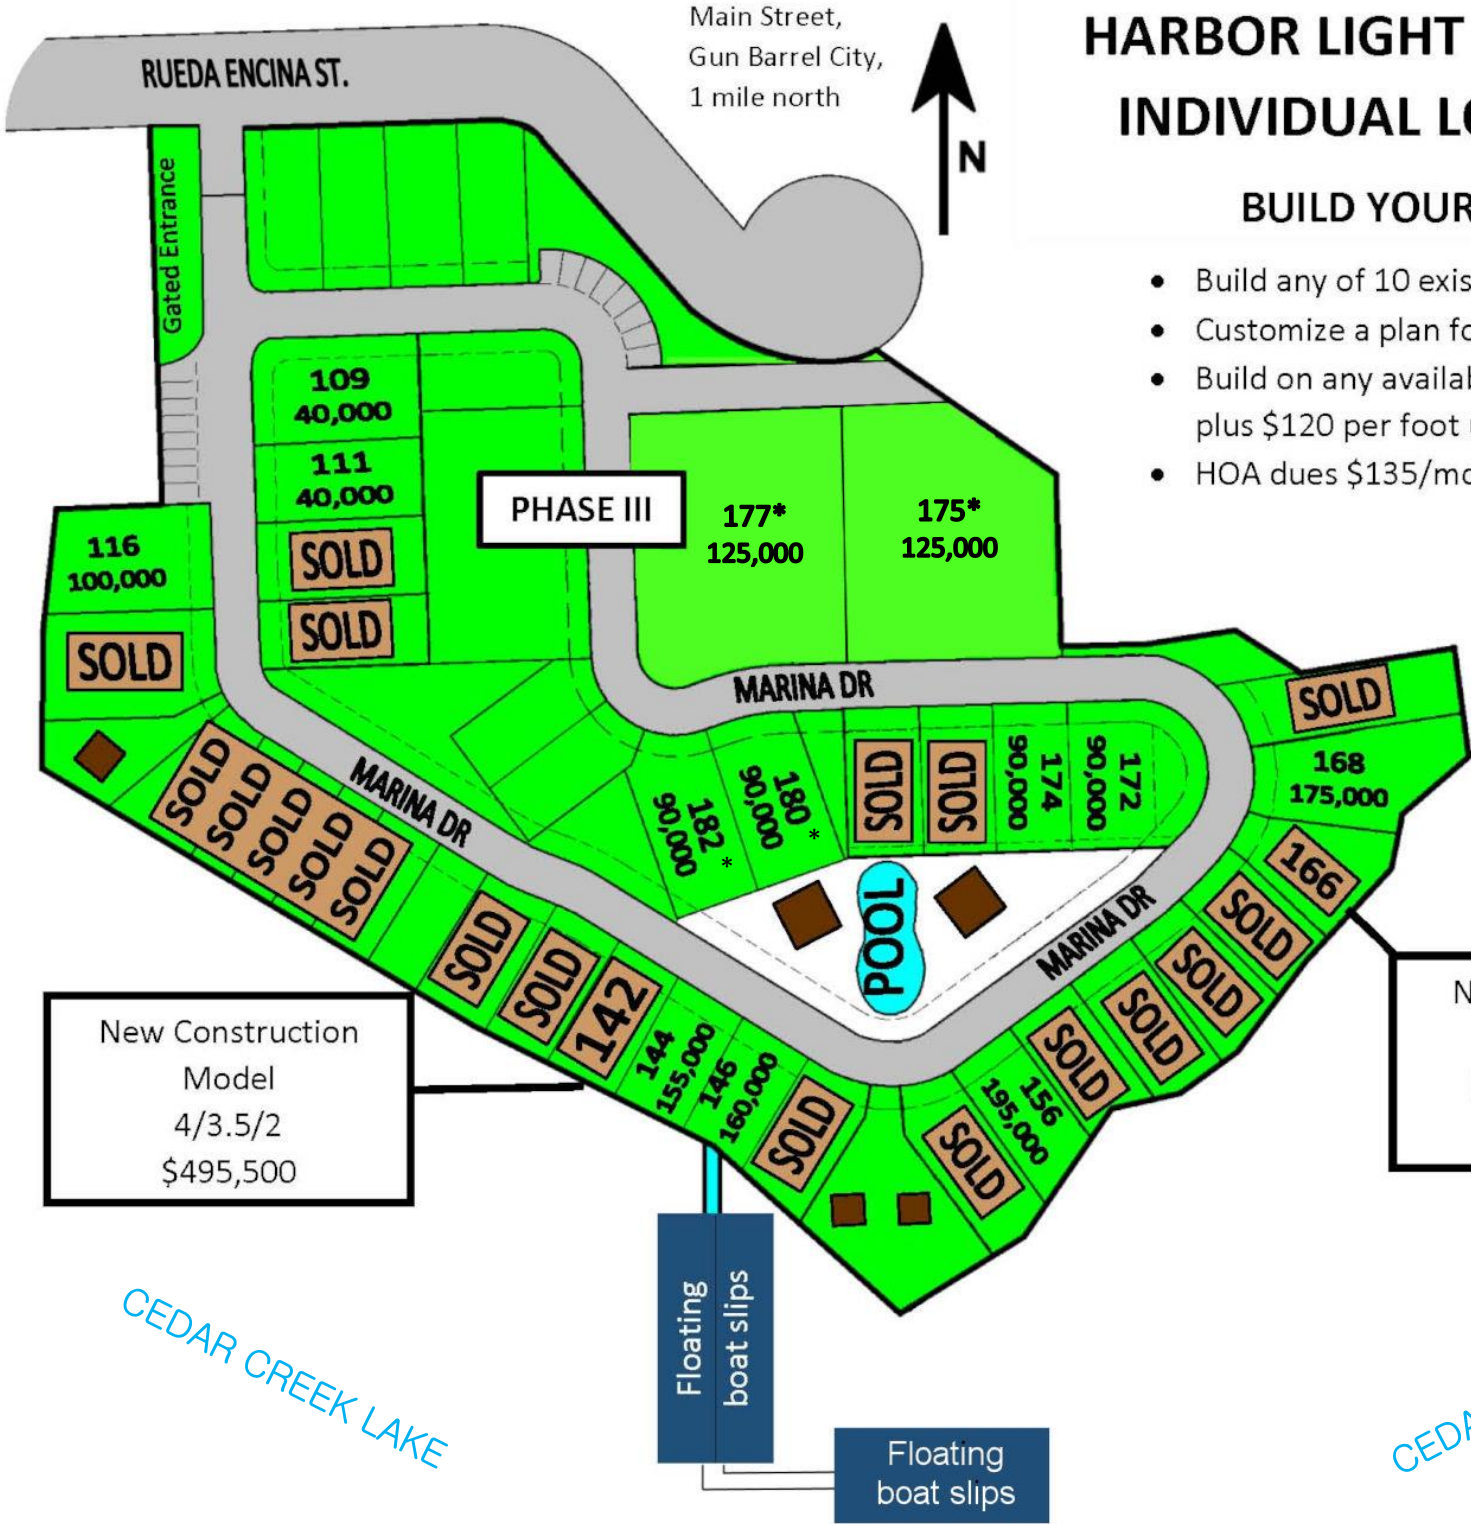 Main Street,
Gun Barrel City,
1 mile north
HARBOR LIGHT
INDIVIDUAL
BUILD YOUR
• Build any of 10
• Customize a plan
• Build on any
plus $120 per foot
• HOA dues
N
RUEDA ENCINA ST.
Gated Entrance
109
40,000
111
40,000
SOLD
SOLD
PHASE III
177*
125,000
175*
125,000
116
100,000
SOLD
MARINA DR
SOLD
168
175,000
166
SOLD
SOLD
SOLD
SOLD
SOLD
MARINA DR
182
90,000
*
180
90,000
*
SOLD
SOLD
174
90,000
172
90,000
POOL
MARINA DR
SOLD
SOLD
SOLD
SOLD
SOLD
SOLD
142
144
155,000
146
160,000
SOLD
SOLD
156
195,000
SOLD
New Construction
Model
4/3.5/2
$495,500
Floating
boat slips
Floating
boat slips
CEDAR CREEK LAKE